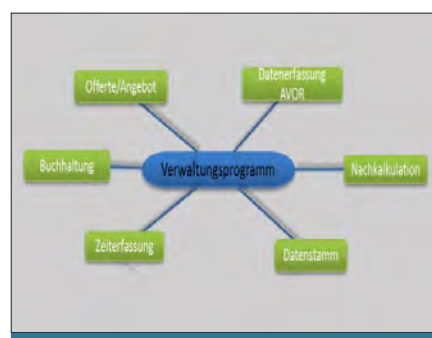 Offerte/Angebot
Datenerfassung
AVOR
Buchhaltung
Verwaltungsprogramm
Nachkalkulation
Zeiterfassung
Datenstamm